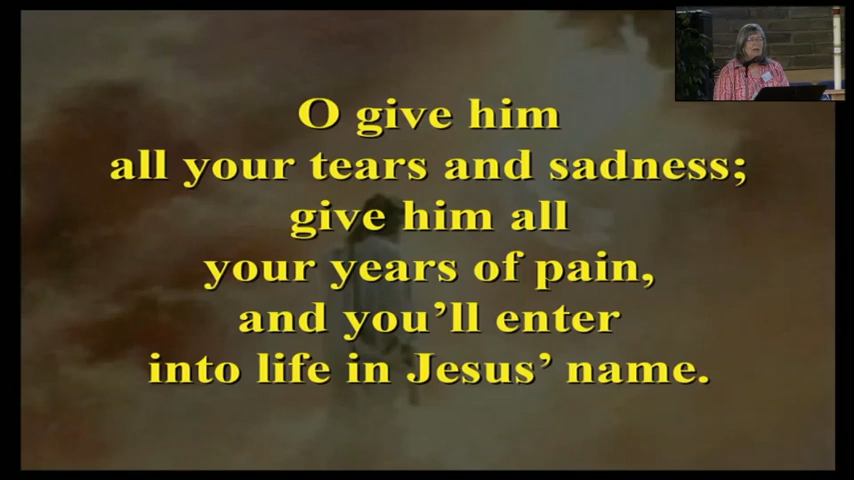 O give him
all your tears and sadness;
give him all
your years of pain,
and you’ll enter
into life in Jesus’ name.